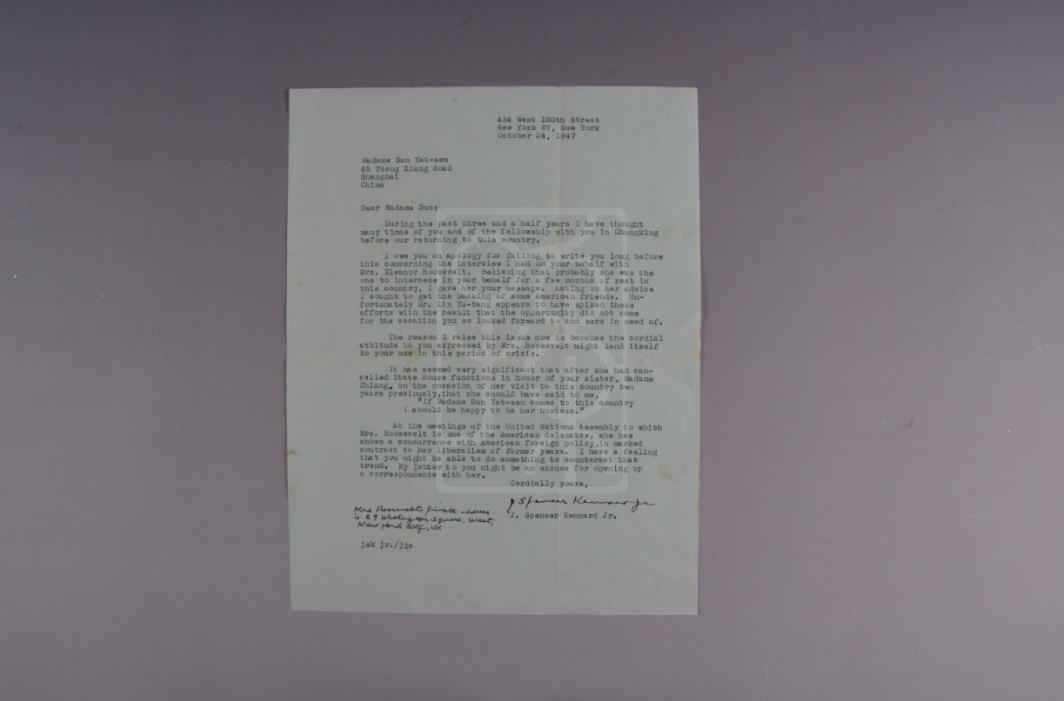 434 West 120th Street
New York 27, New York
October 24, 1947
Madame Sun Yat-sen
45 Tseng Kiang Road
Shanghai
China
Dear Madame Sun:
During the past three and a half years I have thought
many times of you and of the fellowship with you in Chungking
before our returning to this country.
I owe you an apology for failing to write you long before
this concerning the interview I had on your behalf with
Mrs. Eleanor Roosevelt. Believing that probably she was the
one to intercede in your behalf for a few months of rest in
this country, I gave her your message. Acting on her advise
I sought to get the backing of some American friends. Un-
fortunately Mr. Lin Yu-tang appears to have spiked these
efforts with the result that the opportunity did not come
for the vacation you so looked forward to and were in need of.
The reason I raise this issue now is because the cordial
attitude to you expressed by Mrs. Roosevelt might lend itself
to your use in this period of crisis.
It has seemed very significant that after she had can-
celled State House functions in honor of your sister, Madame
Chiang, on the occasion of her visit to this country two
years previously,that she should have said to me,
"If Madame Sun Yat-sen comes to this country
I should be happy to be her hostess."
At the meetings of the United Nations Assembly to which
Mrs. Roosevelt is one of the American delegates, she has
shown a concurrence with American foreign policy,in marked
contrast to her liberalism of former years. I have a feeling
that you might be able to do something to counteract that
trend. My letter to you might be an excuse for opening up
a correspondence with her.
Cordially yours,
J Spencer Kennard Jr
J. Spencer Kennard Jr.
Mrs Roosevelt's private address
is 29 Washington Square, West,
New York City, NY.
jsk jr./jgs